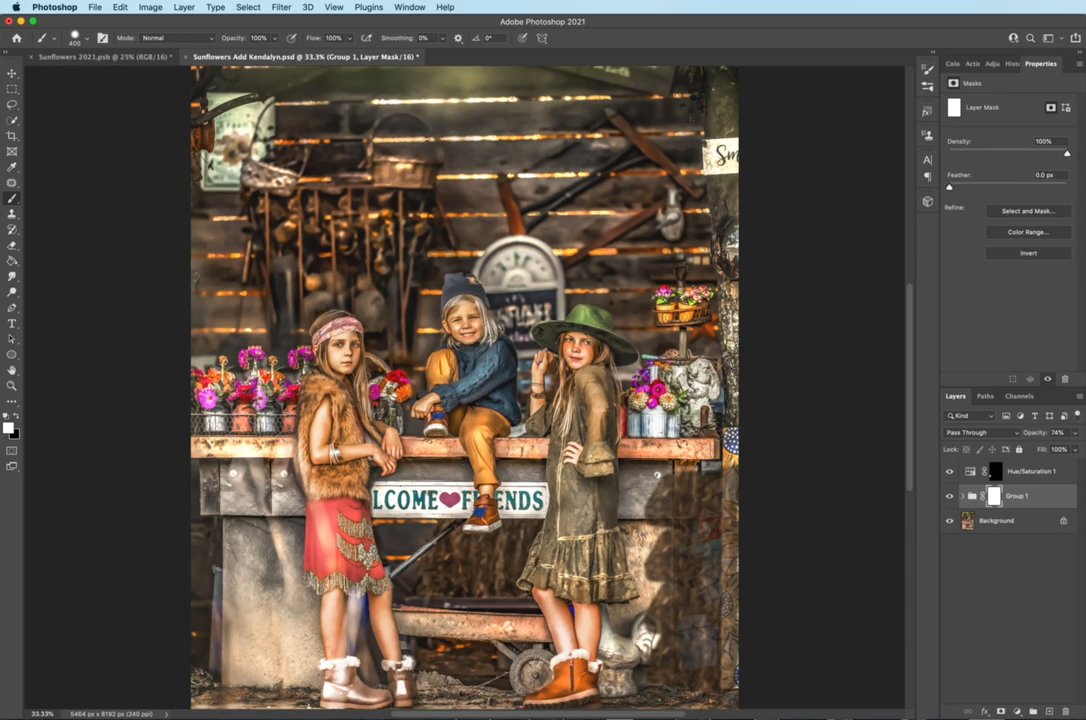 Photoshop File Edit Image Layer Type Select Filter 3D View Plugins Window Help
Adobe Photoshop 2021
400 Mode: Normal Opacity: 100% Flow: 100% Smoothing: 0% 0°
Sunflowers 2021.psb @ 25% (RGB/16) *
Sunflowers Add Kendalyn.psd @ 33.3% (Group 1, Layer Mask/16) *
Colo Actic Adju Histo Properties
Masks
Layer Mask
Density: 100%
Feather: 0.0 px
Refine: Select and Mask...
Color Range...
Invert
Layers Paths Channels
Kind
Pass Through Opacity: 74%
Lock: Fill: 100%
Hue/Saturation 1
Group 1
Background
Sm
LCOME FRIENDS
33.33% 5464 px x 8192 px (240 ppi)